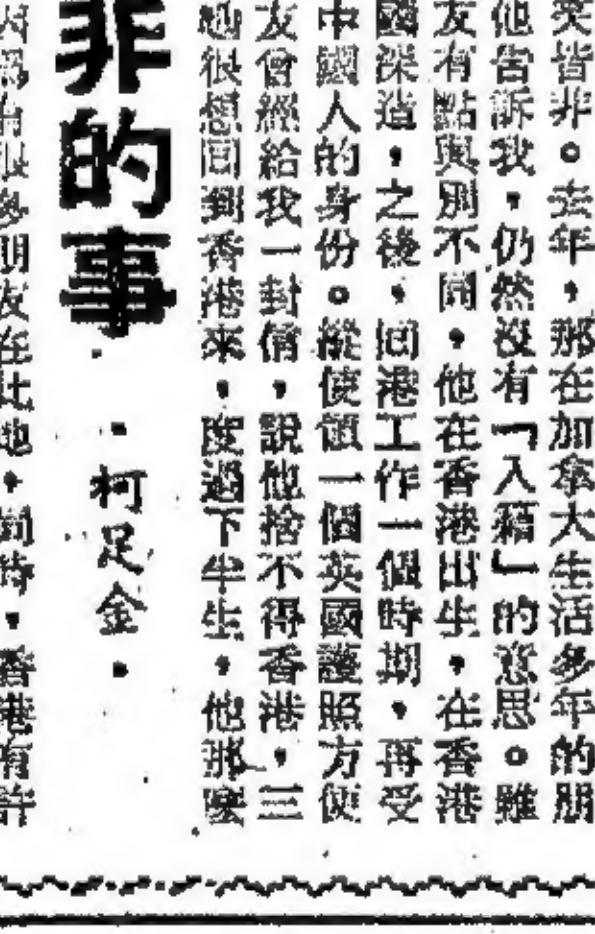 笑皆非。去年，那在加拿大生活多年的朋
他告訴我，仍然沒有「入籍」的意思。雖
友有點與別不同，他在香港出生，在香港
國深造，之後，回港工作一個時期，再受
中國人的身份。縱使領一個英國護照方便
友會經給我一封信，說他捨不得香港，三
他很想回到香港來，度過下半生，他那麼
非的事
·柯足金·
朋友在此地，同時，香港有許